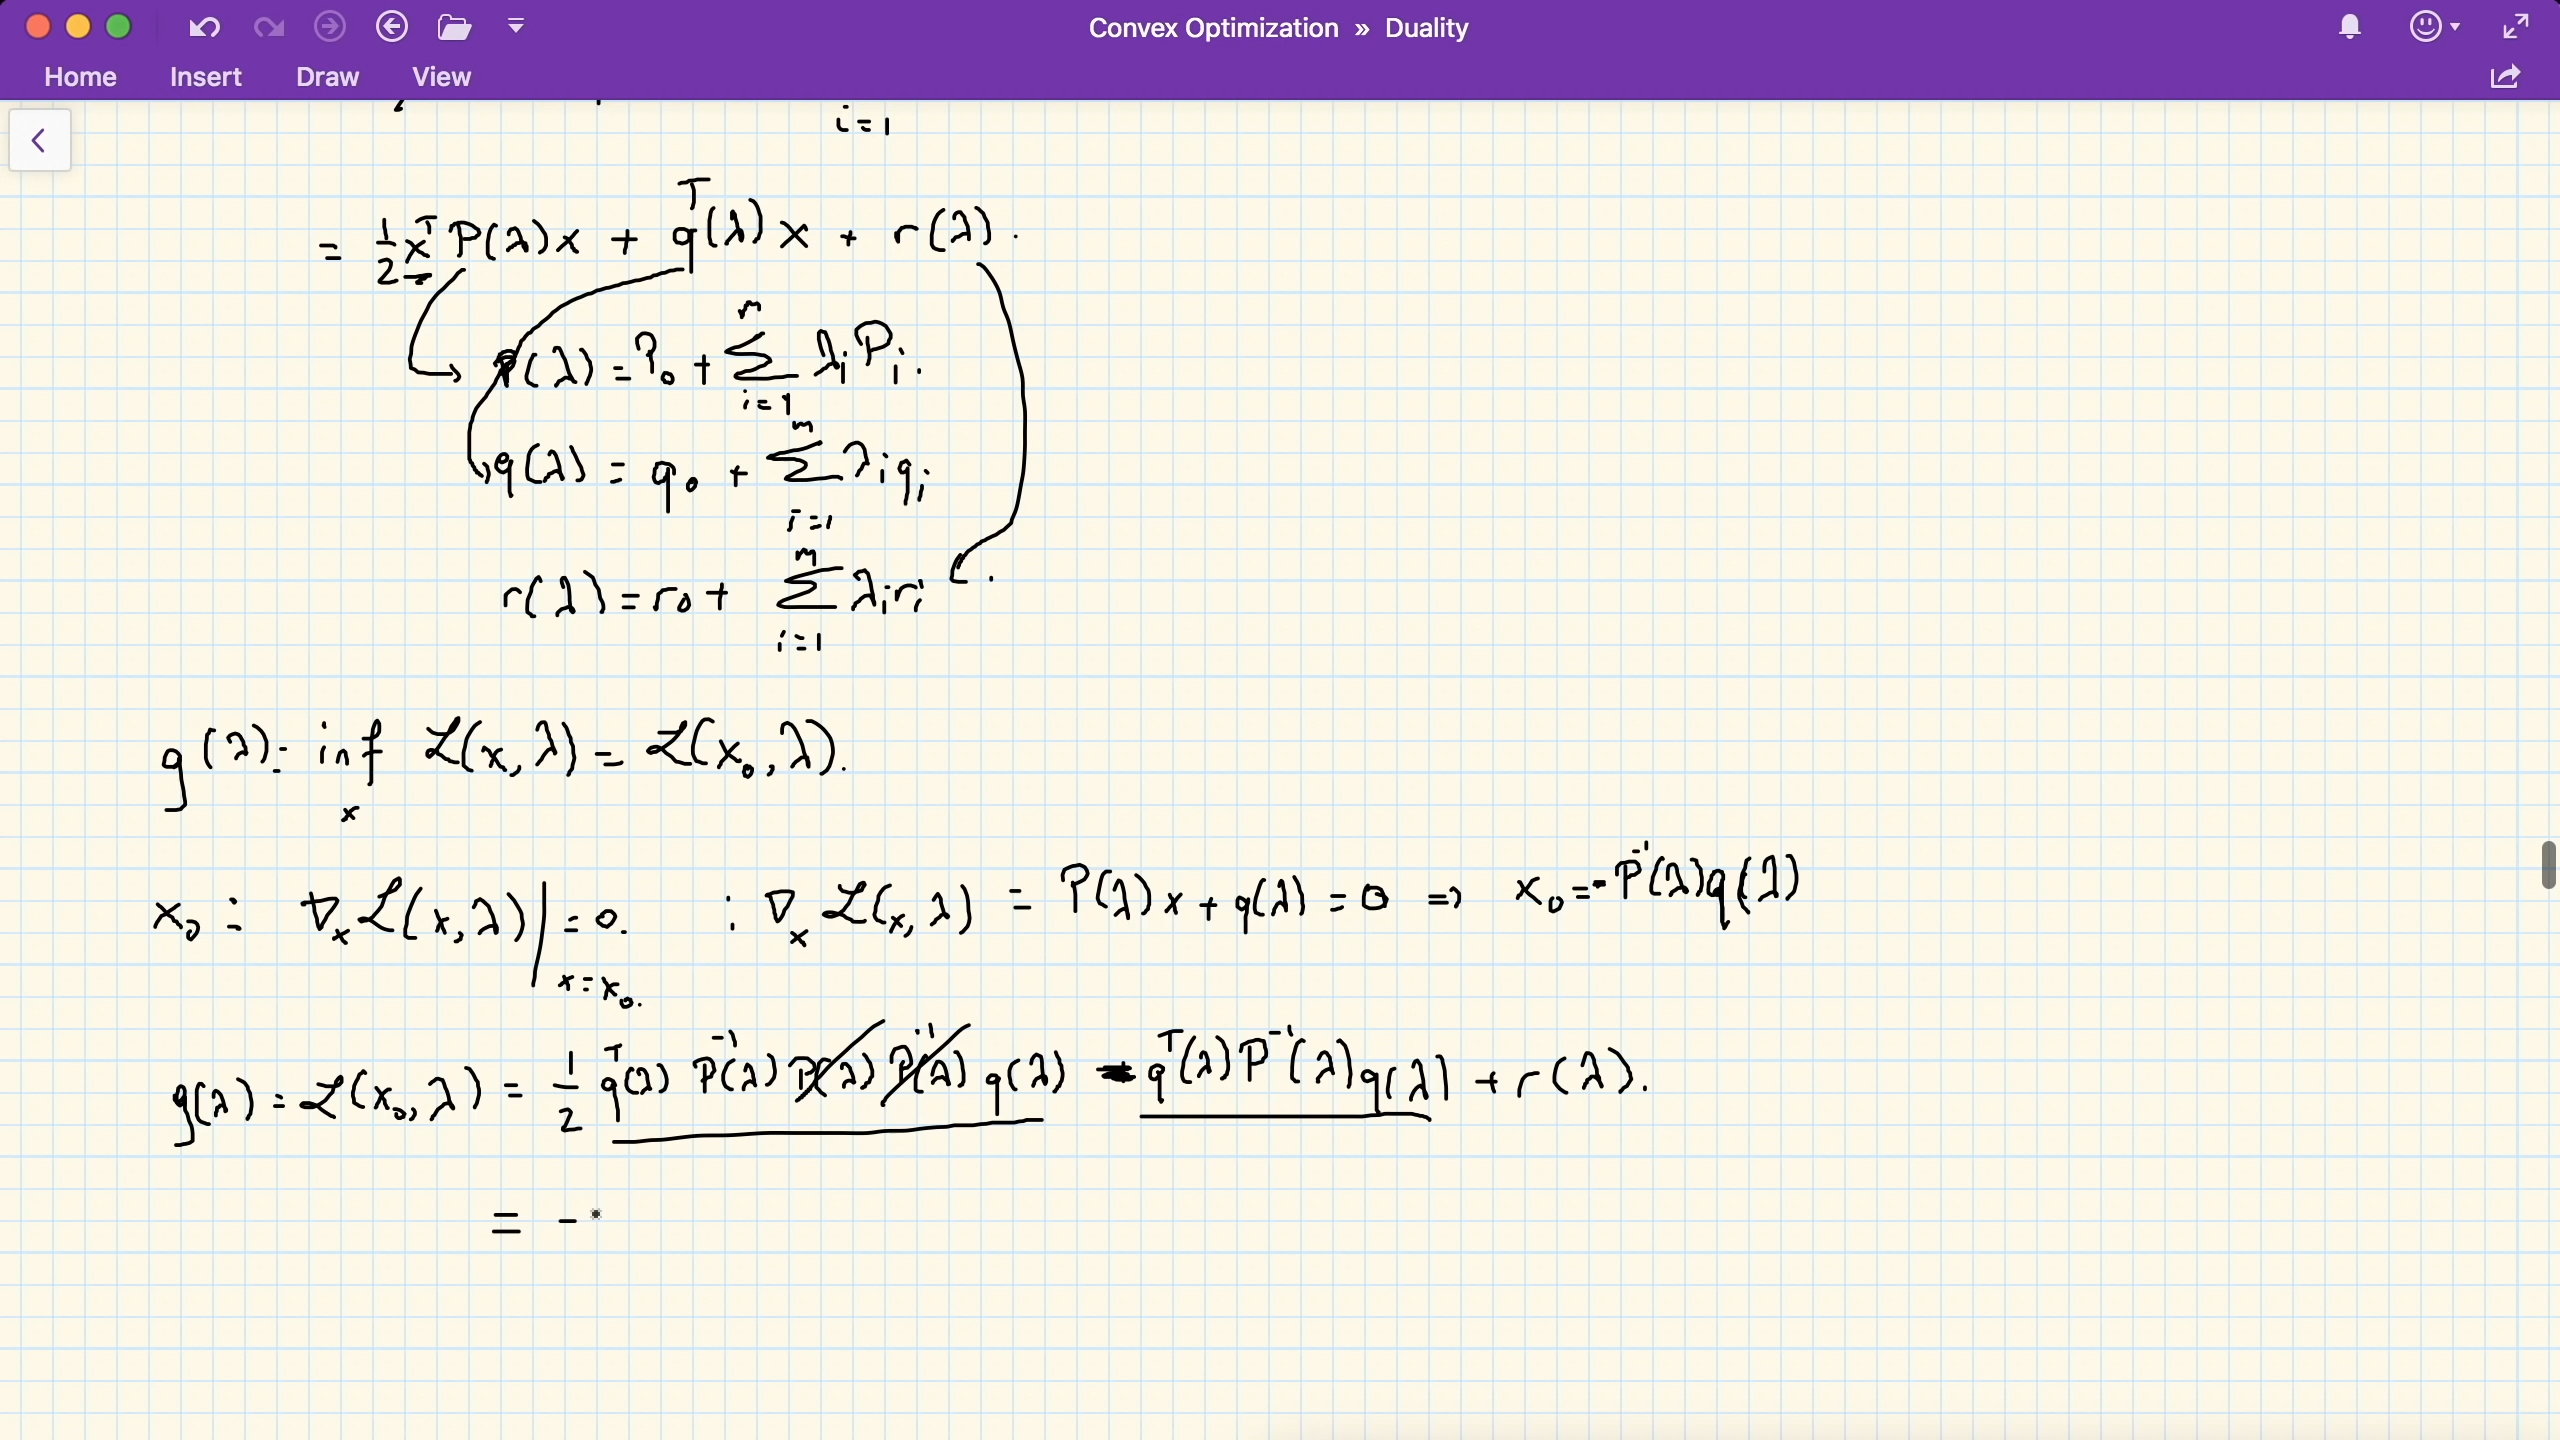 Convex Optimization » Duality
Home Insert Draw View
i=1
= ½ xᵀ P(λ)x + qᵀ(λ) x + r(λ).
P(λ) = P₀ + Σ_{i=1}^{m} λᵢ Pᵢ.
q(λ) = q₀ + Σ_{i=1}^{m} λᵢ qᵢ
r(λ) = r₀ + Σ_{i=1}^{m} λᵢ rᵢ
g(λ) = inf_x ℒ(x, λ) = ℒ(x₀, λ).
x₀ : ∇ₓ ℒ(x, λ)|_{x=x₀.} = 0. : ∇ₓ ℒ(x, λ) = P(λ) x + q(λ) = 0 ⇒ x₀ = -P⁻¹(λ) q(λ)
g(λ) = ℒ(x₀, λ) = ½ qᵀ(λ) P⁻¹(λ) P(λ) P⁻¹(λ) q(λ) - qᵀ(λ) P⁻¹(λ) q(λ) + r(λ).
= -